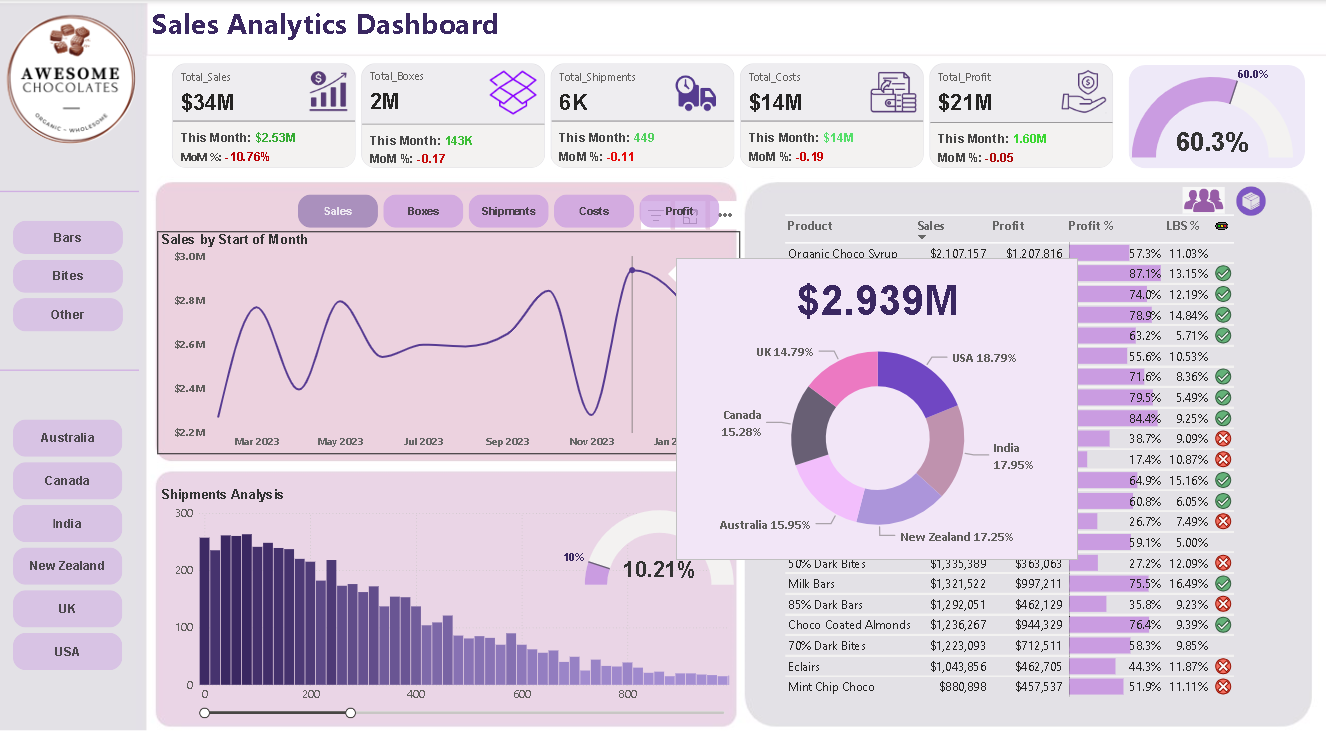 Sales Analytics Dashboard
AWESOME
CHOCOLATES
ORGANIC - WHOLESOME
Total_Sales
$34M
This Month: $2.53M
MoM %: -10.76%
Total_Boxes
2M
This Month: 143K
MoM %: -0.17
Total_Shipments
6K
This Month: 449
MoM %: -0.11
Total_Costs
$14M
This Month: $14M
MoM %: -0.19
Total_Profit
$21M
This Month: 1.60M
MoM %: -0.05
60.0%
60.3%
Bars
Bites
Other
Australia
Canada
India
New Zealand
UK
USA
Sales Boxes Shipments Costs Profit
Sales by Start of Month
$3.0M
$2.8M
$2.6M
$2.4M
$2.2M
Mar 2023 May 2023 Jul 2023 Sep 2023 Nov 2023 Jan 2
Shipments Analysis
300
200
100
0
0 200 400 600 800
10%
10.21%
$2.939M
UK 14.79%
USA 18.79%
Canada
15.28%
India
17.95%
Australia 15.95%
New Zealand 17.25%
Product Sales Profit Profit % LBS %
Organic Choco Syrup $2,107,157 $1,207,816 57.3% 11.03%
87.1% 13.15%
74.0% 12.19%
78.9% 14.84%
63.2% 5.71%
55.6% 10.53%
71.6% 8.36%
79.5% 5.49%
84.4% 9.25%
38.7% 9.09%
17.4% 10.87%
64.9% 15.16%
60.8% 6.05%
26.7% 7.49%
59.1% 5.00%
50% Dark Bites $1,335,389 $363,063 27.2% 12.09%
Milk Bars $1,321,522 $997,211 75.5% 16.49%
85% Dark Bars $1,292,051 $462,129 35.8% 9.23%
Choco Coated Almonds $1,236,267 $944,329 76.4% 9.39%
70% Dark Bites $1,223,093 $712,511 58.3% 9.85%
Eclairs $1,043,856 $462,705 44.3% 11.87%
Mint Chip Choco $880,898 $457,537 51.9% 11.11%